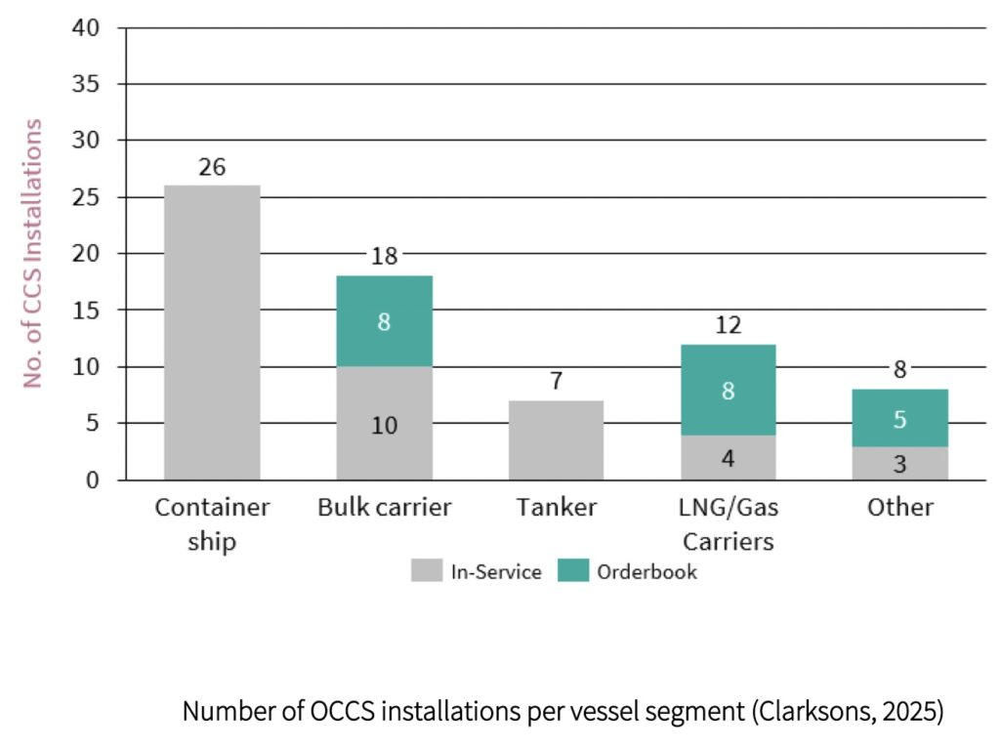 40
35
30
25
20
15
10
5
0
No. of CCS Installations
26
18
8
10
7
12
8
4
8
5
3
Container
ship
Bulk carrier
Tanker
LNG/Gas
Carriers
Other
In-Service
Orderbook
Number of OCCS installations per vessel segment (Clarksons, 2025)